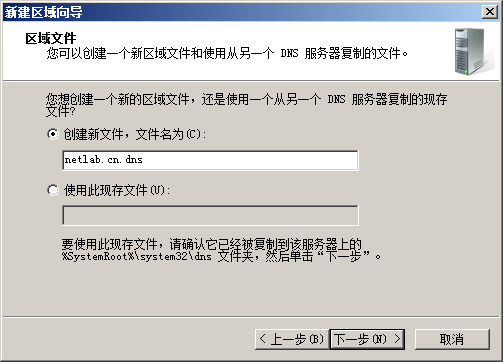 新建区域向导
区域文件
您可以创建一个新区域文件和使用从另一个 DNS 服务器复制的文件。
您想创建一个新的区域文件，还是使用一个从另一个 DNS 服务器复制的现存
文件?
创建新文件，文件名为(C):
netlab.cn.dns
使用此现存文件(U):
要使用此现存文件，请确认它已经被复制到该服务器上的
%SystemRoot%\system32\dns 文件夹，然后单击“下一步”。
< 上一步(B) 下一步(N) > 取消